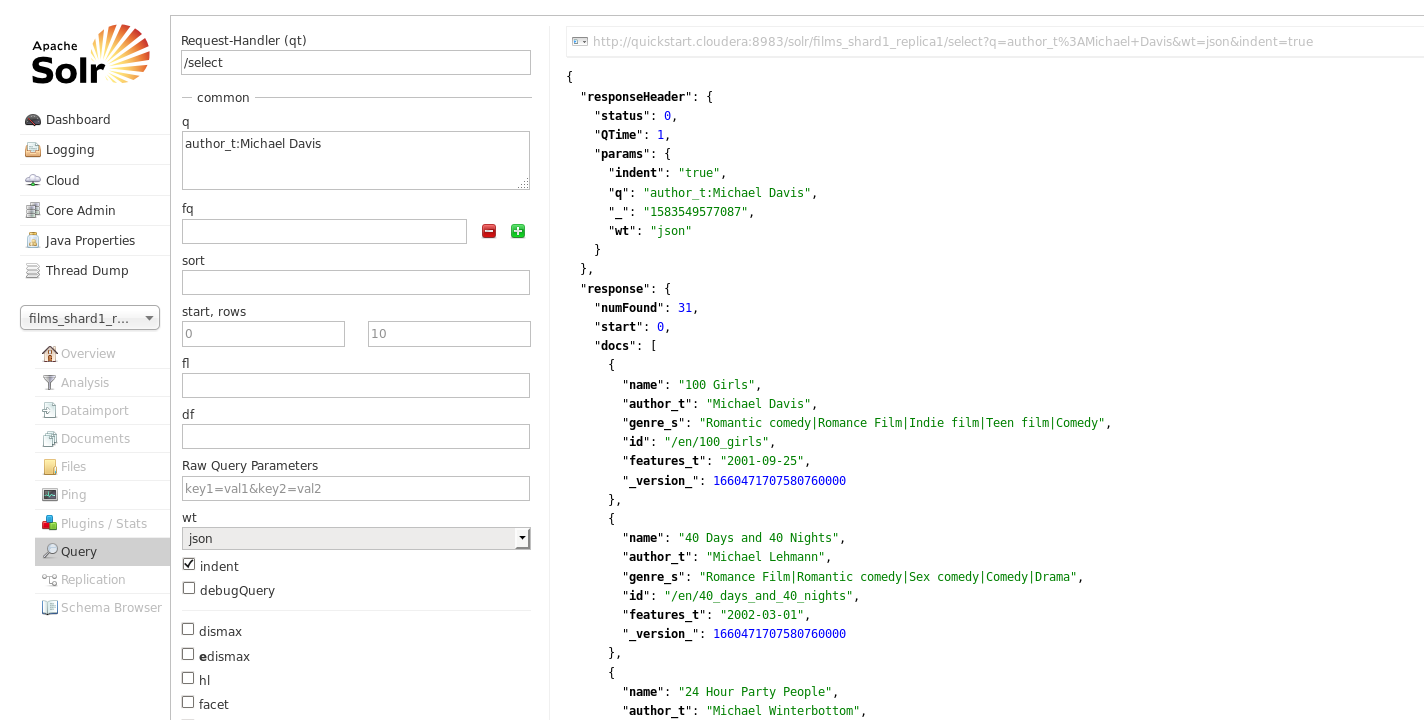 Apache
Solr
Dashboard
Logging
Cloud
Core Admin
Java Properties
Thread Dump
films_shard1_r...
Overview
Analysis
Dataimport
Documents
Files
Ping
Plugins / Stats
Query
Replication
Schema Browser
Request-Handler (qt)
/select
common
q
author_t:Michael Davis
fq
sort
start, rows
0 10
fl
df
Raw Query Parameters
key1=val1&key2=val2
wt
json
indent
debugQuery
dismax
edismax
hl
facet
http://quickstart.cloudera:8983/solr/films_shard1_replica1/select?q=author_t%3AMichael+Davis&wt=json&indent=true
{
"responseHeader": {
"status": 0,
"QTime": 1,
"params": {
"indent": "true",
"q": "author_t:Michael Davis",
"_": "1583549577087",
"wt": "json"
}
},
"response": {
"numFound": 31,
"start": 0,
"docs": [
{
"name": "100 Girls",
"author_t": "Michael Davis",
"genre_s": "Romantic comedy|Romance Film|Indie film|Teen film|Comedy",
"id": "/en/100_girls",
"features_t": "2001-09-25",
"_version_": 1660471707580760000
},
{
"name": "40 Days and 40 Nights",
"author_t": "Michael Lehmann",
"genre_s": "Romance Film|Romantic comedy|Sex comedy|Comedy|Drama",
"id": "/en/40_days_and_40_nights",
"features_t": "2002-03-01",
"_version_": 1660471707580760000
},
{
"name": "24 Hour Party People",
"author_t": "Michael Winterbottom",